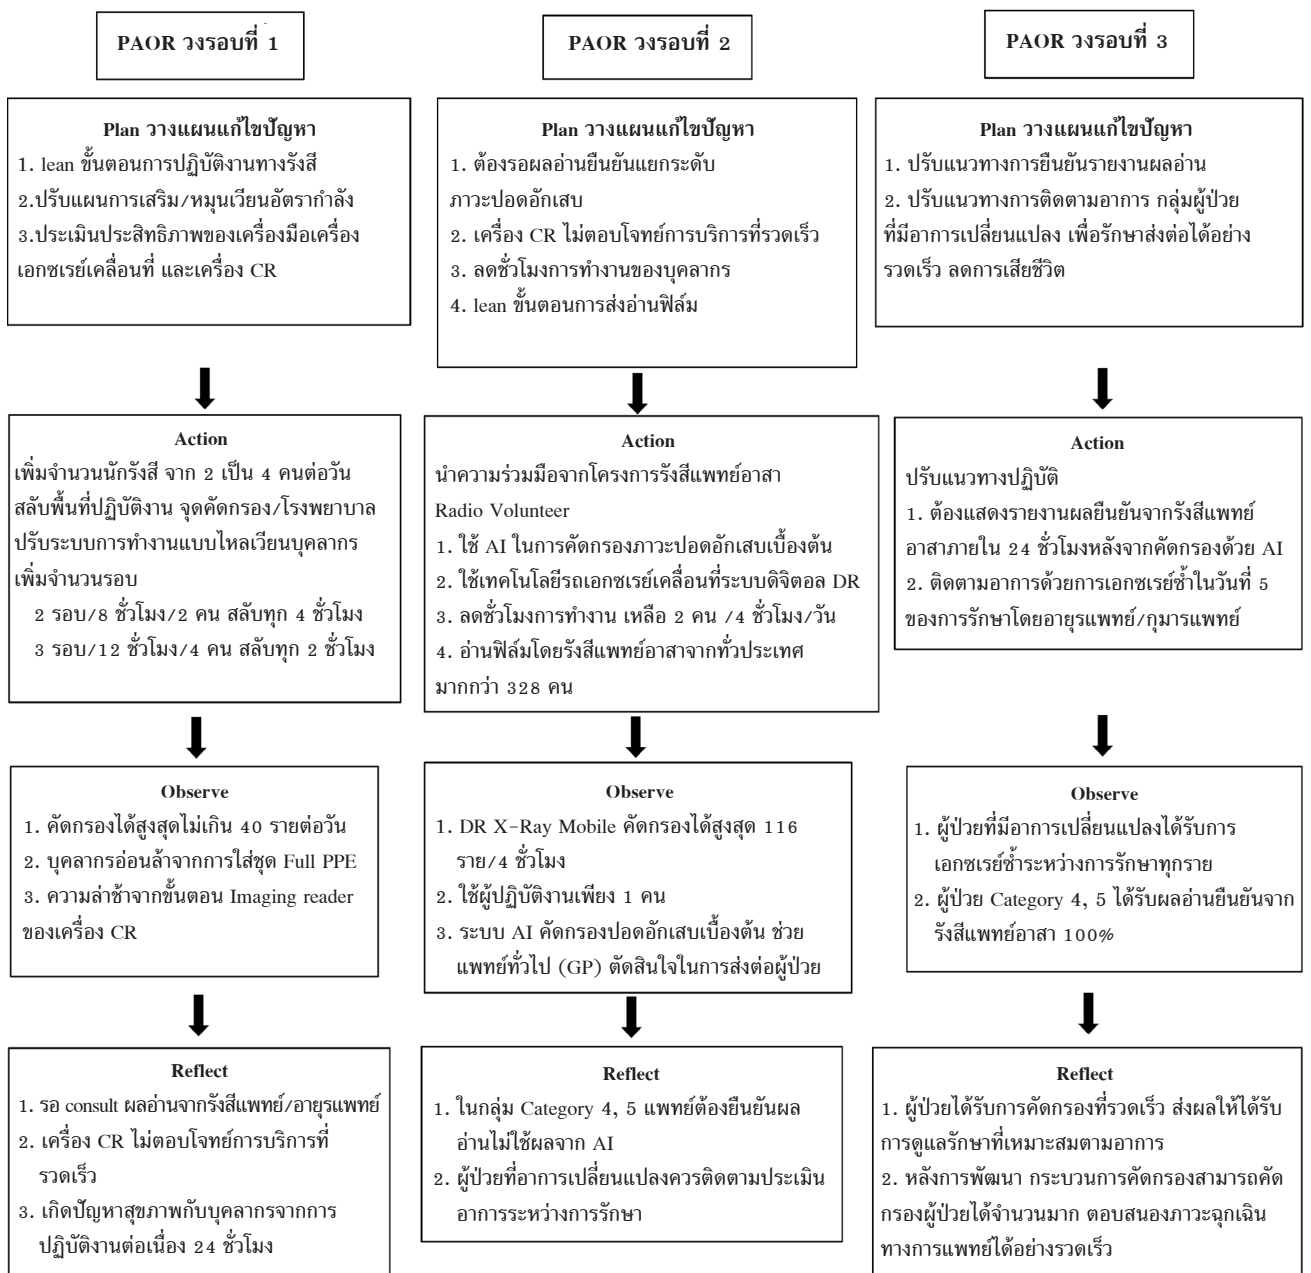 PAOR วงรอบที่ 1
Plan วางแผนแก้ไขปัญหา
1. lean ขั้นตอนการปฏิบัติงานทางรังสี
2.ปรับแผนการเสริม/หมุนเวียนอัตรากำลัง
3.ประเมินประสิทธิภาพของเครื่องมือเครื่อง
เอกซเรย์เคลื่อนที่ และเครื่อง CR
Action
เพิ่มจำนวนนักรังสี จาก 2 เป็น 4 คนต่อวัน
สลับพื้นที่ปฏิบัติงาน จุดคัดกรอง/โรงพยาบาล
ปรับระบบการทำงานแบบไหลเวียนบุคลากร
เพิ่มจำนวนรอบ
2 รอบ/8 ชั่วโมง/2 คน สลับทุก 4 ชั่วโมง
3 รอบ/12 ชั่วโมง/4 คน สลับทุก 2 ชั่วโมง
Observe
1. คัดกรองได้สูงสุดไม่เกิน 40 รายต่อวัน
2. บุคลากรอ่อนล้าจากการใส่ชุด Full PPE
3. ความล่าช้าจากขั้นตอน Imaging reader
ของเครื่อง CR
Reflect
1. รอ consult ผลอ่านจากรังสีแพทย์/อายุรแพทย์
2. เครื่อง CR ไม่ตอบโจทย์การบริการที่
รวดเร็ว
3. เกิดปัญหาสุขภาพกับบุคลากรจากการ
ปฏิบัติงานต่อเนื่อง 24 ชั่วโมง
PAOR วงรอบที่ 2
Plan วางแผนแก้ไขปัญหา
1. ต้องรอผลอ่านยืนยันแยกระดับ
ภาวะปอดอักเสบ
2. เครื่อง CR ไม่ตอบโจทย์การบริการที่รวดเร็ว
3. ลดชั่วโมงการทำงานของบุคลากร
4. lean ขั้นตอนการส่งอ่านฟิล์ม
Action
นำความร่วมมือจากโครงการรังสีแพทย์อาสา
Radio Volunteer
1. ใช้ AI ในการคัดกรองภาวะปอดอักเสบเบื้องต้น
2. ใช้เทคโนโลยีรถเอกซเรย์เคลื่อนที่ระบบดิจิตอล DR
3. ลดชั่วโมงการทำงาน เหลือ 2 คน /4 ชั่วโมง/วัน
4. อ่านฟิล์มโดยรังสีแพทย์อาสาจากทั่วประเทศ
มากกว่า 328 คน
Observe
1. DR X-Ray Mobile คัดกรองได้สูงสุด 116
ราย/4 ชั่วโมง
2. ใช้ผู้ปฏิบัติงานเพียง 1 คน
3. ระบบ AI คัดกรองปอดอักเสบเบื้องต้น ช่วย
แพทย์ทั่วไป (GP) ตัดสินใจในการส่งต่อผู้ป่วย
Reflect
1. ในกลุ่ม Category 4, 5 แพทย์ต้องยืนยันผล
อ่านไม่ใช้ผลจาก AI
2. ผู้ป่วยที่อาการเปลี่ยนแปลงควรติดตามประเมิน
อาการระหว่างการรักษา
PAOR วงรอบที่ 3
Plan วางแผนแก้ไขปัญหา
1. ปรับแนวทางการยืนยันรายงานผลอ่าน
2. ปรับแนวทางการติดตามอาการ กลุ่มผู้ป่วย
ที่มีอาการเปลี่ยนแปลง เพื่อรักษาส่งต่อได้อย่าง
รวดเร็ว ลดการเสียชีวิต
Action
ปรับแนวทางปฏิบัติ
1. ต้องแสดงรายงานผลยืนยันจากรังสีแพทย์
อาสาภายใน 24 ชั่วโมงหลังจากคัดกรองด้วย AI
2. ติดตามอาการด้วยการเอกซเรย์ซ้ำในวันที่ 5
ของการรักษาโดยอายุรแพทย์/กุมารแพทย์
Observe
1. ผู้ป่วยที่มีอาการเปลี่ยนแปลงได้รับการ
เอกซเรย์ซ้ำระหว่างการรักษาทุกราย
2. ผู้ป่วย Category 4, 5 ได้รับผลอ่านยืนยันจาก
รังสีแพทย์อาสา 100%
Reflect
1. ผู้ป่วยได้รับการคัดกรองที่รวดเร็ว ส่งผลให้ได้รับ
การดูแลรักษาที่เหมาะสมตามอาการ
2. หลังการพัฒนา กระบวนการคัดกรองสามารถคัด
กรองผู้ป่วยได้จำนวนมาก ตอบสนองภาวะฉุกเฉิน
ทางการแพทย์ได้อย่างรวดเร็ว